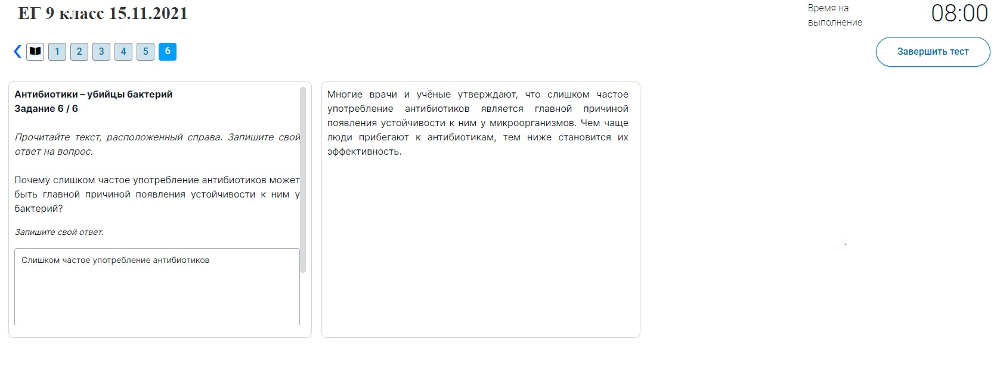 ЕГ 9 класс 15.11.2021
Время на
выполнение
08:00
1 2 3 4 5 6
Завершить тест
Антибиотики – убийцы бактерий
Задание 6 / 6
Прочитайте текст, расположенный справа. Запишите свой
ответ на вопрос.
Почему слишком частое употребление антибиотиков может
быть главной причиной появления устойчивости к ним у
бактерий?
Запишите свой ответ.
Слишком частое употребление антибиотиков
Многие врачи и учёные утверждают, что слишком частое
употребление антибиотиков является главной причиной
появления устойчивости к ним у микроорганизмов. Чем чаще
люди прибегают к антибиотикам, тем ниже становится их
эффективность.